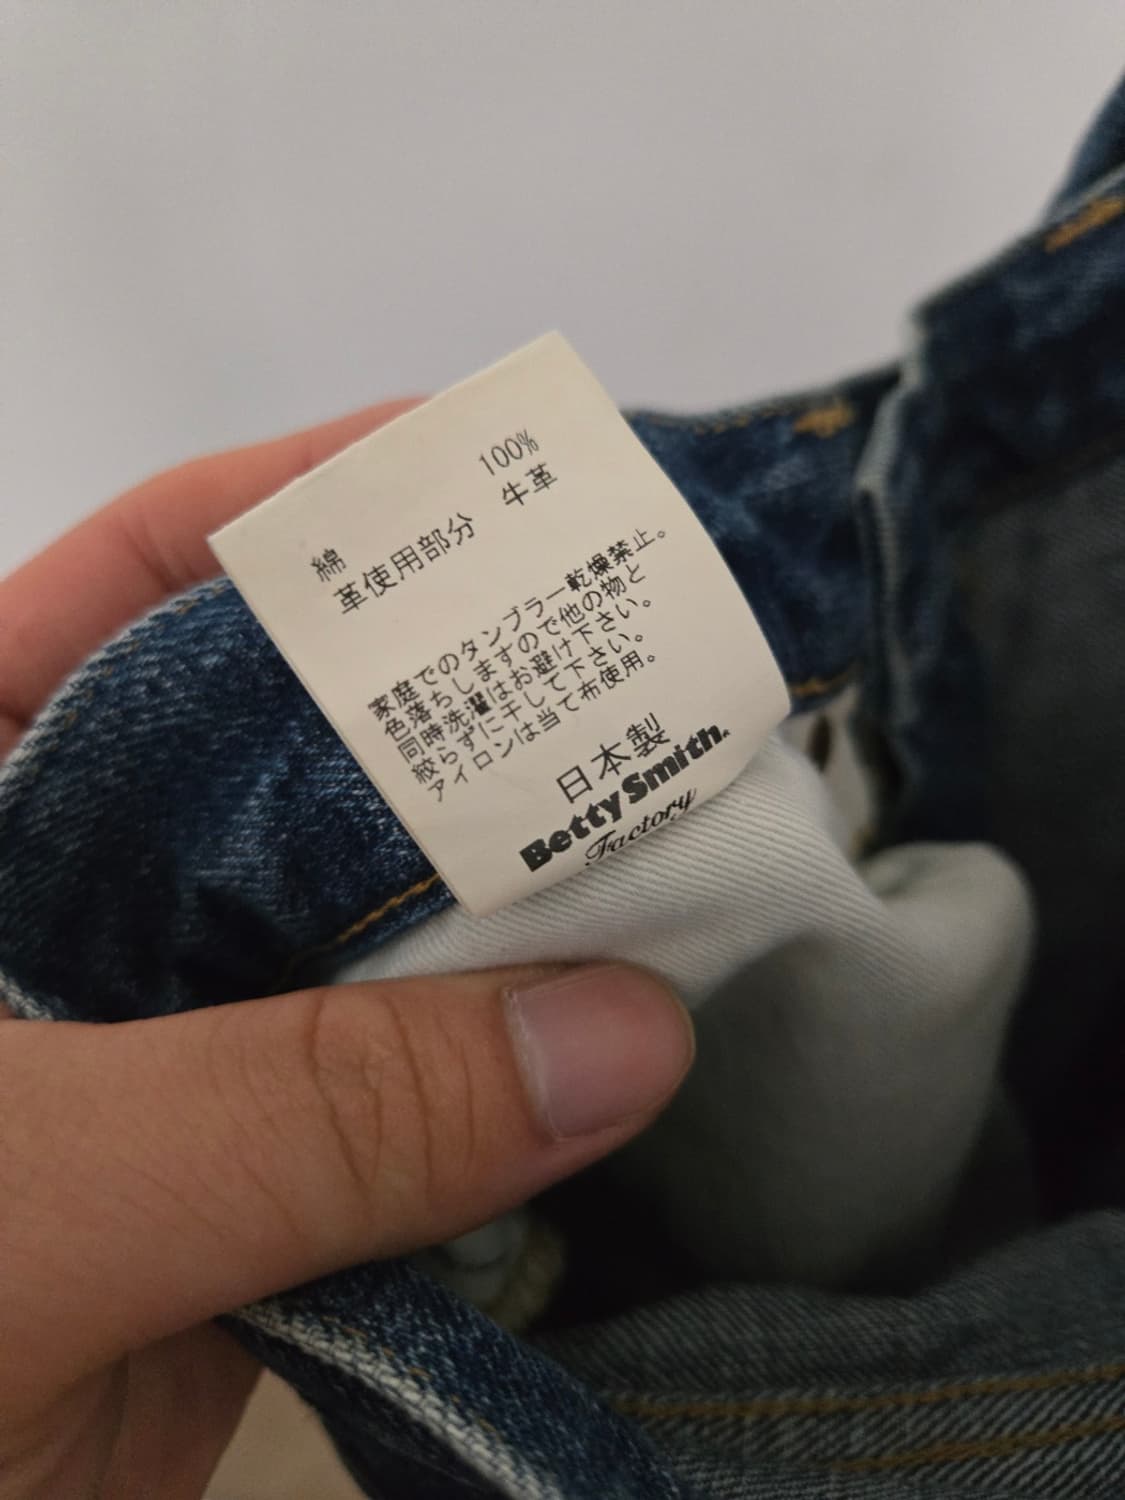 綿 100%
革使用部分 牛革
家庭でのタンブラー乾燥禁止。
色落ちしますので他の物と
同時洗濯はお避け下さい。
絞らずに干して下さい。
アイロンは当て布使用。
日本製
Betty Smith®
Factory